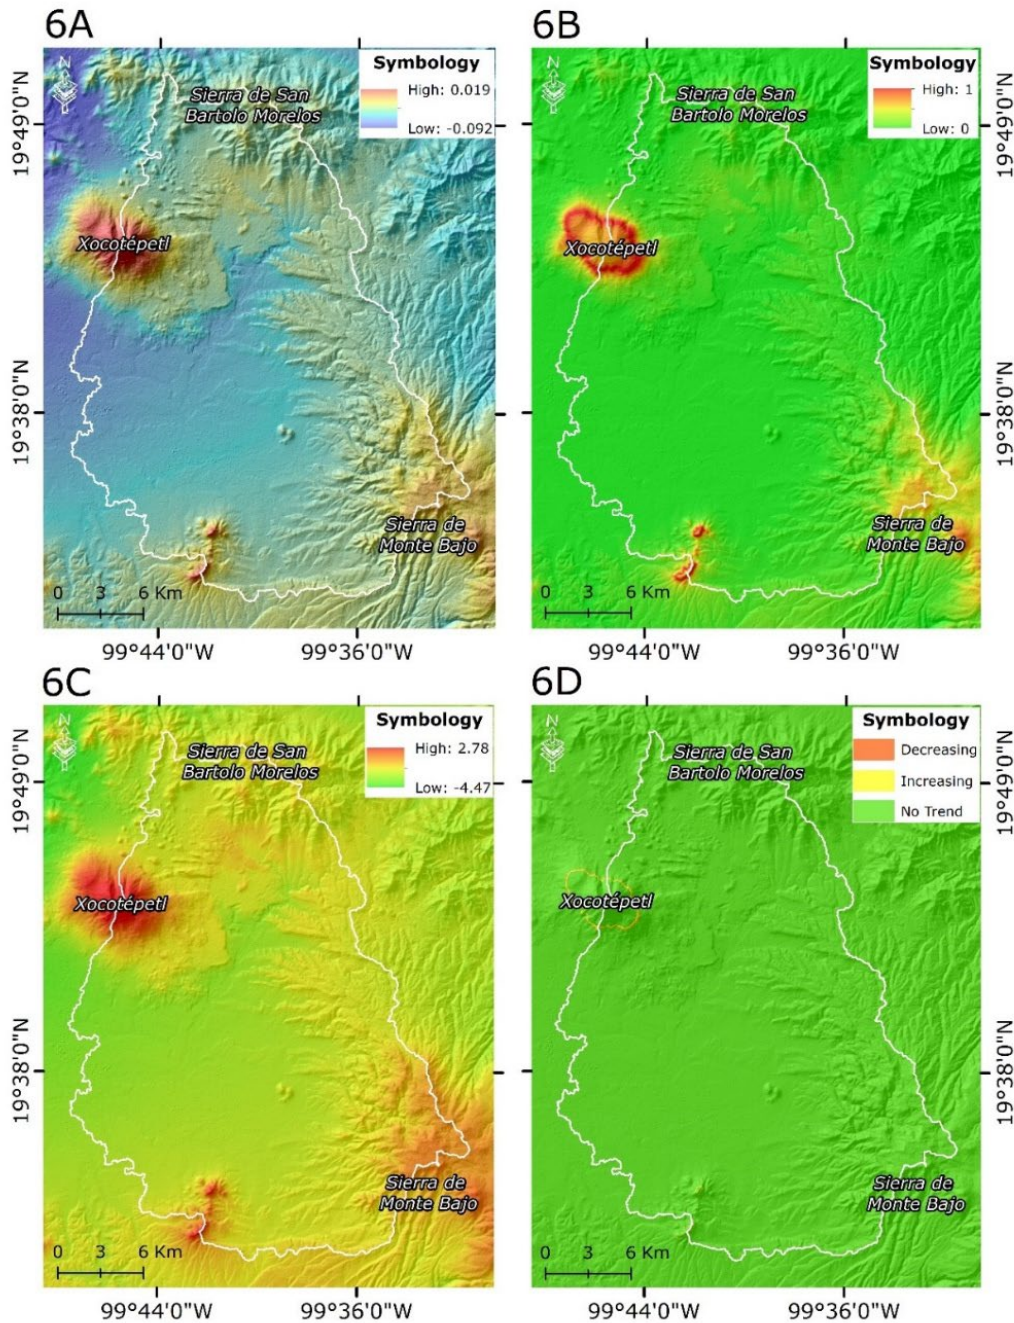 6A
N
Symbology
High: 0.019
Low: -0.092
Sierra de San
Bartolo Morelos
19°49'0"N
Xocotépetl
19°38'0"N
Sierra de
Monte Bajo
0 3 6 Km
99°44'0"W 99°36'0"W
6B
N
Symbology
High: 1
Low: 0
Sierra de San
Bartolo Morelos
19°49'0"N
Xocotépetl
19°38'0"N
Sierra de
Monte Bajo
0 3 6 Km
99°44'0"W 99°36'0"W
6C
N
Symbology
High: 2.78
Low: -4.47
Sierra de San
Bartolo Morelos
19°49'0"N
Xocotépetl
19°38'0"N
Sierra de
Monte Bajo
0 3 6 Km
99°44'0"W 99°36'0"W
6D
N
Symbology
Decreasing
Increasing
No Trend
Sierra de San
Bartolo Morelos
19°49'0"N
Xocotépetl
19°38'0"N
Sierra de
Monte Bajo
0 3 6 Km
99°44'0"W 99°36'0"W